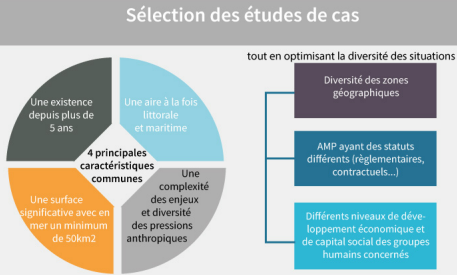 Sélection des études de cas
Une existence
depuis plus de
5 ans
Une aire à la fois
littorale
et maritime
4 principales
caractéristiques
communes
Une surface
significative avec en
mer un minimum
de 50km2
Une
complexité
des enjeux
et diversité
des pressions
anthropiques
tout en optimisant la diversité des situations
Diversité des zones
géographiques
AMP ayant des statuts
différents (règlementaires,
contractuels...)
Différents niveaux de déve-
loppement économique et
de capital social des groupes
humains concernés